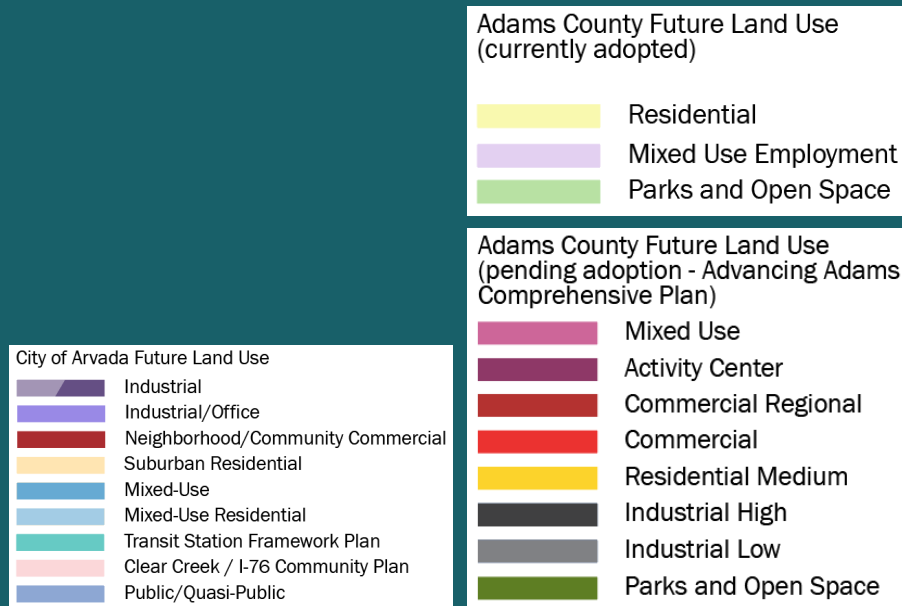 Adams County Future Land Use
(currently adopted)
Residential
Mixed Use Employment
Parks and Open Space
Adams County Future Land Use
(pending adoption - Advancing Adams
Comprehensive Plan)
Mixed Use
Activity Center
Commercial Regional
Commercial
Residential Medium
Industrial High
Industrial Low
Parks and Open Space
City of Arvada Future Land Use
Industrial
Industrial/Office
Neighborhood/Community Commercial
Suburban Residential
Mixed-Use
Mixed-Use Residential
Transit Station Framework Plan
Clear Creek / I-76 Community Plan
Public/Quasi-Public